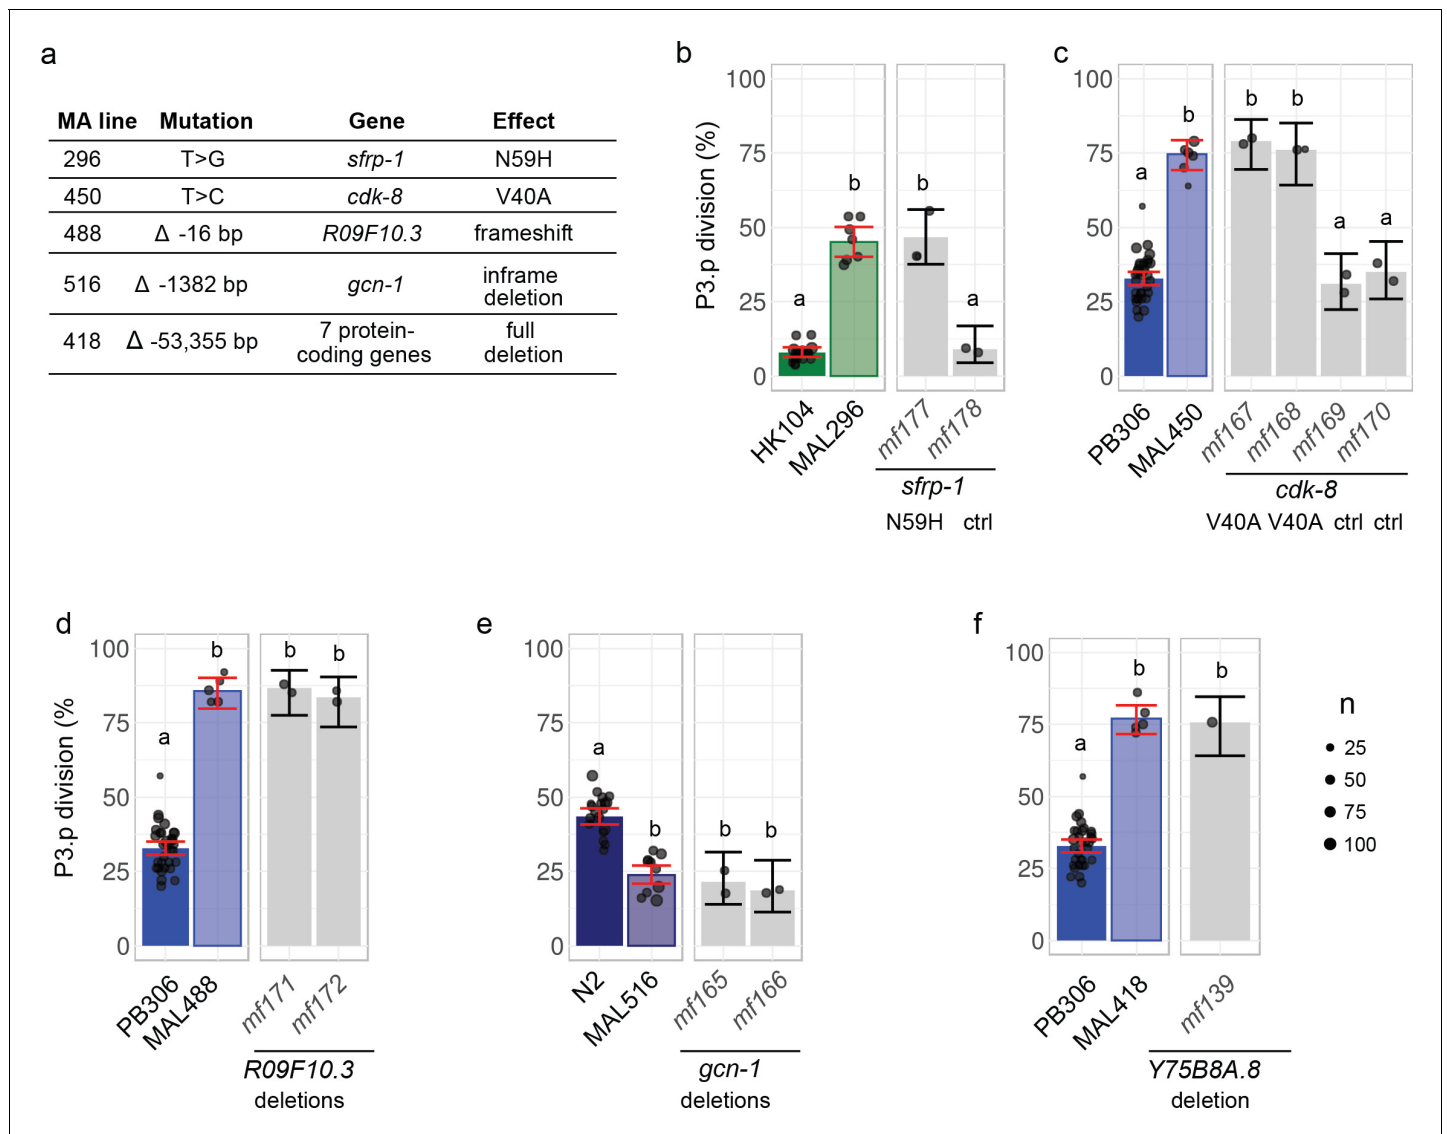 a
MA line Mutation Gene Effect
296 T>G sfrp-1 N59H
450 T>C cdk-8 V40A
488 Δ -16 bp R09F10.3 frameshift
516 Δ -1382 bp gcn-1 inframe
deletion
418 Δ -53,355 bp 7 protein-
coding genes full
deletion
b
P3.p division (%)
100
75
50
25
0
a
b
b
a
HK104
MAL296
mf177
mf178
sfrp-1
N59H ctrl
c
100
75
50
25
0
a
b
b
b
a
a
PB306
MAL450
mf167
mf168
mf169
mf170
cdk-8
V40A V40A ctrl ctrl
d
P3.p division (%
100
75
50
25
0
a
b
b
b
PB306
MAL488
mf171
mf172
R09F10.3
deletions
e
100
75
50
25
0
a
b
b
b
N2
MAL516
mf165
mf166
gcn-1
deletions
f
100
75
50
25
0
a
b
b
PB306
MAL418
mf139
Y75B8A.8
deletion
n
25
50
75
100